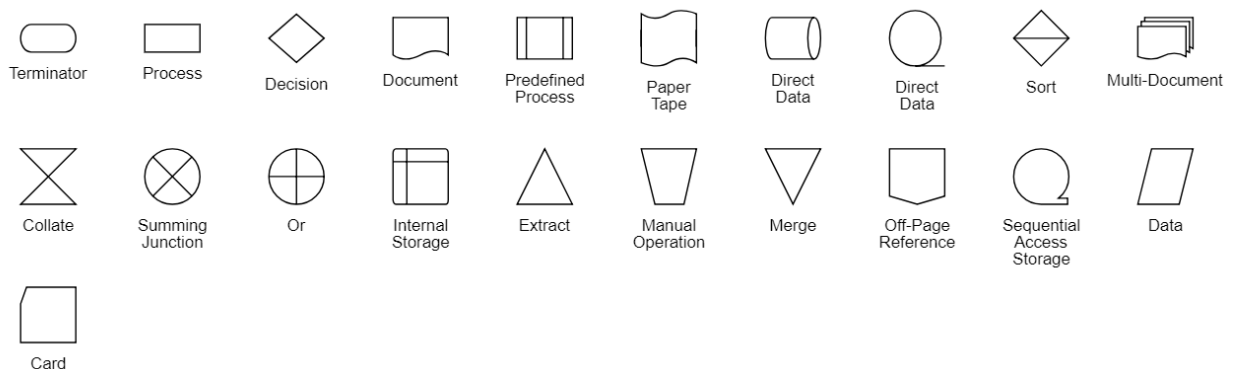 Terminator
Process
Decision
Document
Predefined
Process
Paper
Tape
Direct
Data
Direct
Data
Sort
Multi-Document
Collate
Summing
Junction
Or
Internal
Storage
Extract
Manual
Operation
Merge
Off-Page
Reference
Sequential
Access
Storage
Data
Card